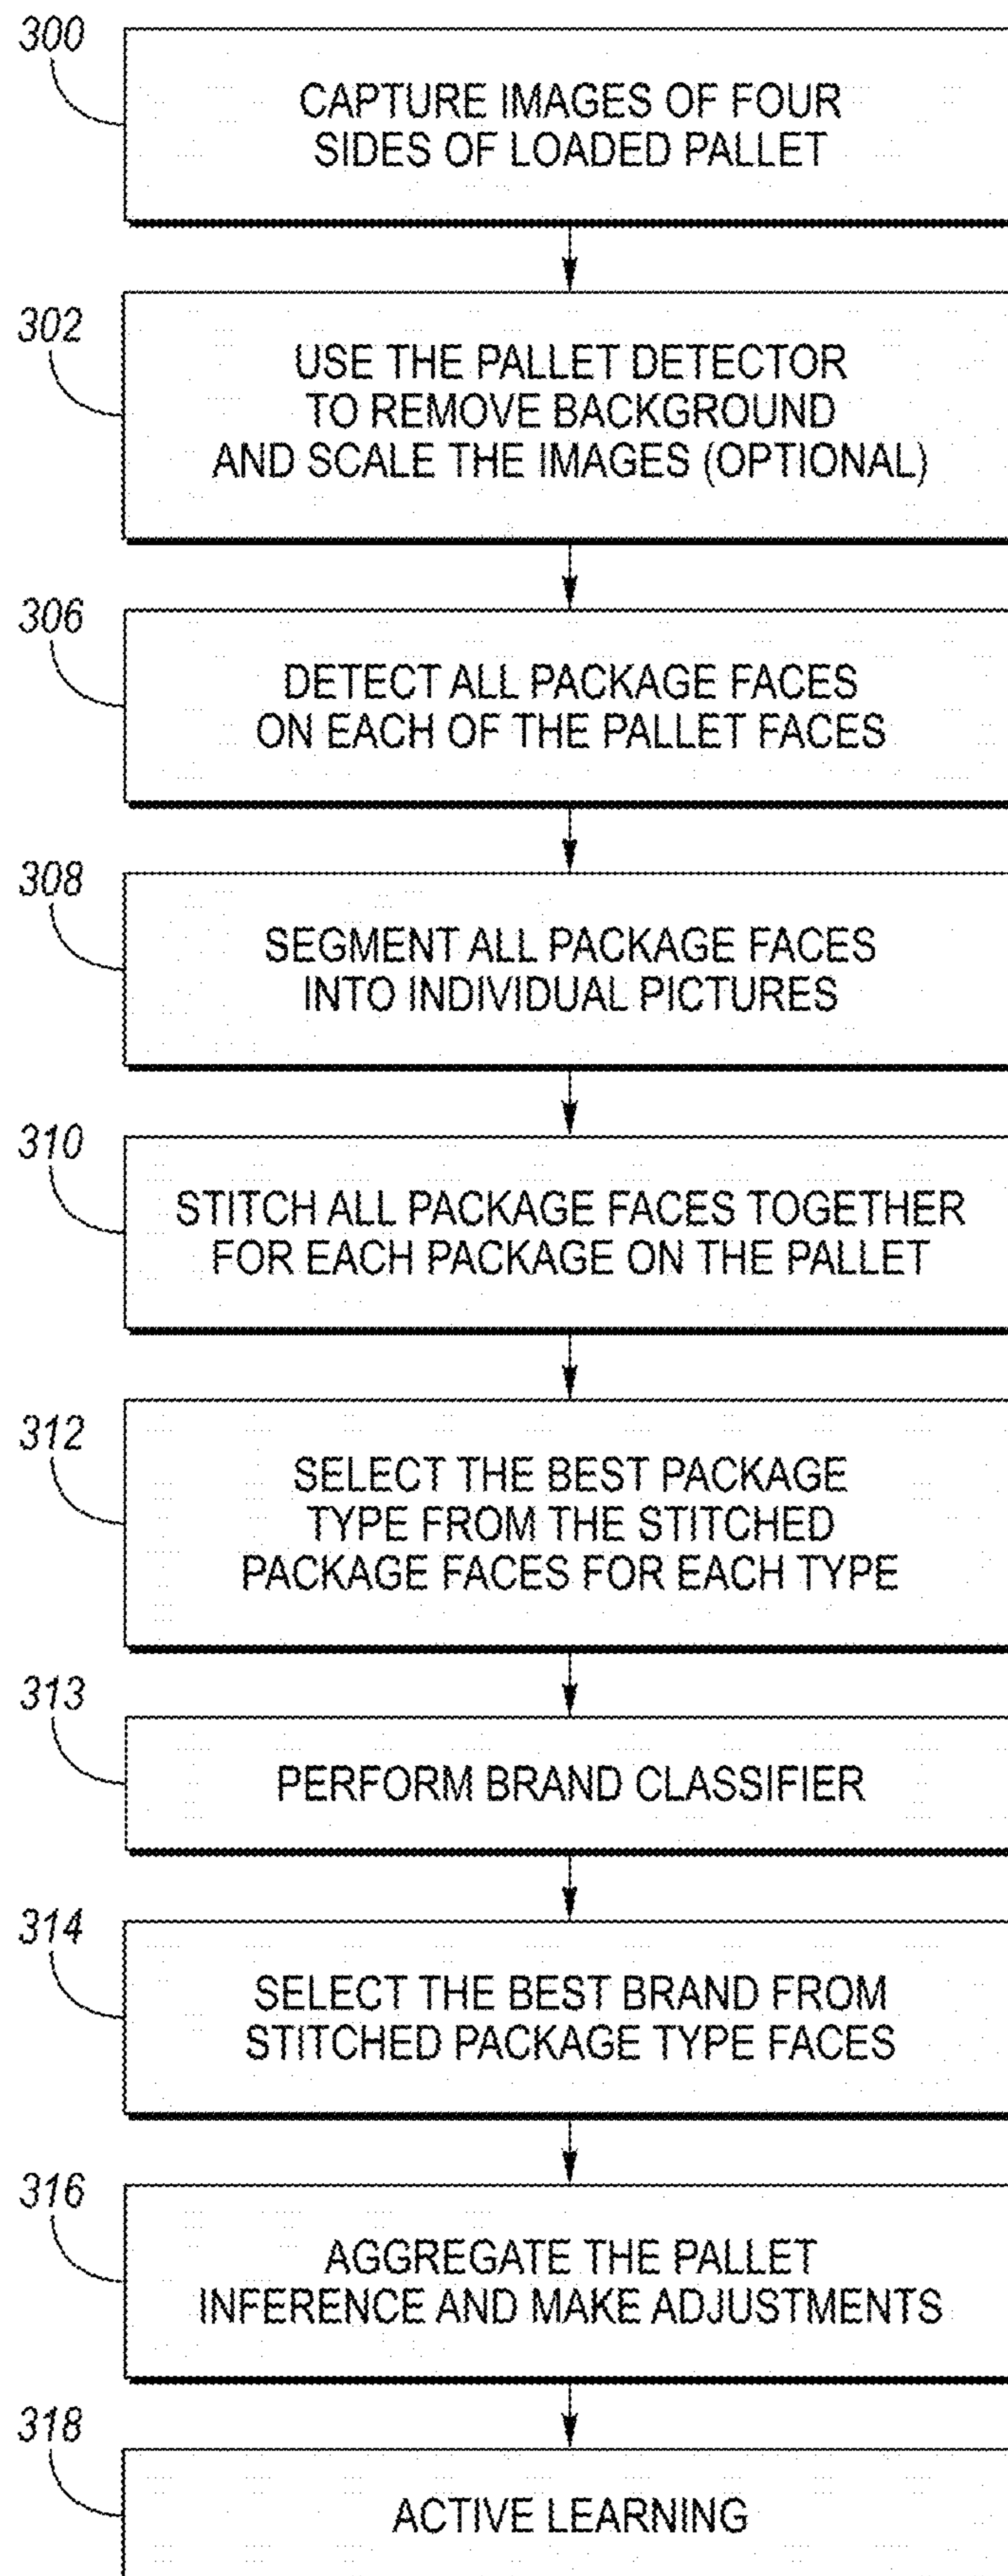 300
CAPTURE IMAGES OF FOUR
SIDES OF LOADED PALLET
302
USE THE PALLET DETECTOR
TO REMOVE BACKGROUND
AND SCALE THE IMAGES (OPTIONAL)
306
DETECT ALL PACKAGE FACES
ON EACH OF THE PALLET FACES
308
SEGMENT ALL PACKAGE FACES
INTO INDIVIDUAL PICTURES
310
STITCH ALL PACKAGE FACES TOGETHER
FOR EACH PACKAGE ON THE PALLET
312
SELECT THE BEST PACKAGE
TYPE FROM THE STITCHED
PACKAGE FACES FOR EACH TYPE
313
PERFORM BRAND CLASSIFIER
314
SELECT THE BEST BRAND FROM
STITCHED PACKAGE TYPE FACES
316
AGGREGATE THE PALLET
INFERENCE AND MAKE ADJUSTMENTS
318
ACTIVE LEARNING